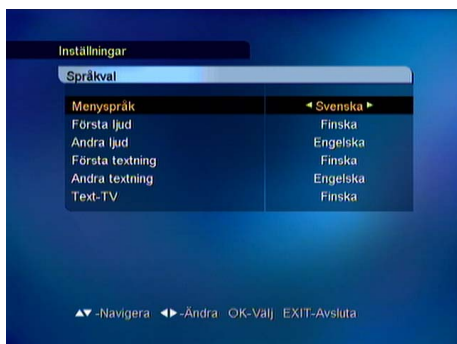 Inställningar
Språkval
Menyspråk ◄ Svenska ►
Första ljud Finska
Andra ljud Engelska
Första textning Finska
Andra textning Engelska
Text-TV Finska
▲▼ -Navigera ◄► -Ändra OK-Välj EXIT-Avsluta